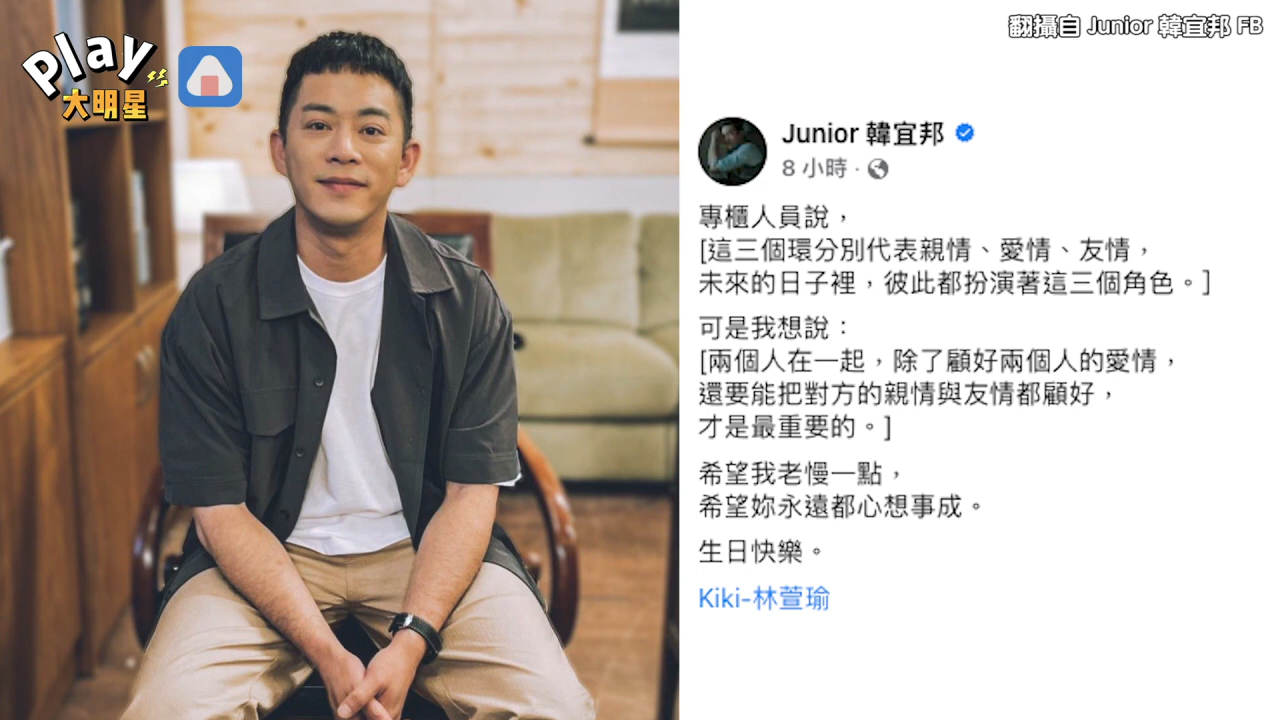 Play
大明星
翻攝自 Junior 韓宜邦 FB
Junior 韓宜邦
8 小時
專櫃人員說，
[這三個環分別代表親情、愛情、友情，
未來的日子裡，彼此都扮演著這三個角色。]
可是我想說：
[兩個人在一起，除了顧好兩個人的愛情，
還要能把對方的親情與友情都顧好，
才是最重要的。]
希望我老慢一點，
希望妳永遠都心想事成。
生日快樂。
Kiki-林萱瑜